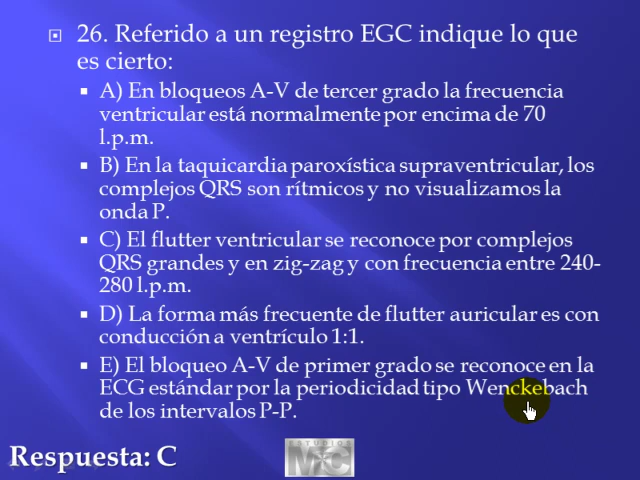 26. Referido a un registro EGC indique lo que
es cierto:
A) En bloqueos A-V de tercer grado la frecuencia
ventricular está normalmente por encima de 70
l.p.m.
B) En la taquicardia paroxística supraventricular, los
complejos QRS son rítmicos y no visualizamos la
onda P.
C) El flutter ventricular se reconoce por complejos
QRS grandes y en zig-zag y con frecuencia entre 240-
280 l.p.m.
D) La forma más frecuente de flutter auricular es con
conducción a ventrículo 1:1.
E) El bloqueo A-V de primer grado se reconoce en la
ECG estándar por la periodicidad tipo Wenckebach
de los intervalos P-P.
Respuesta: C
ESTUDIOS
MC